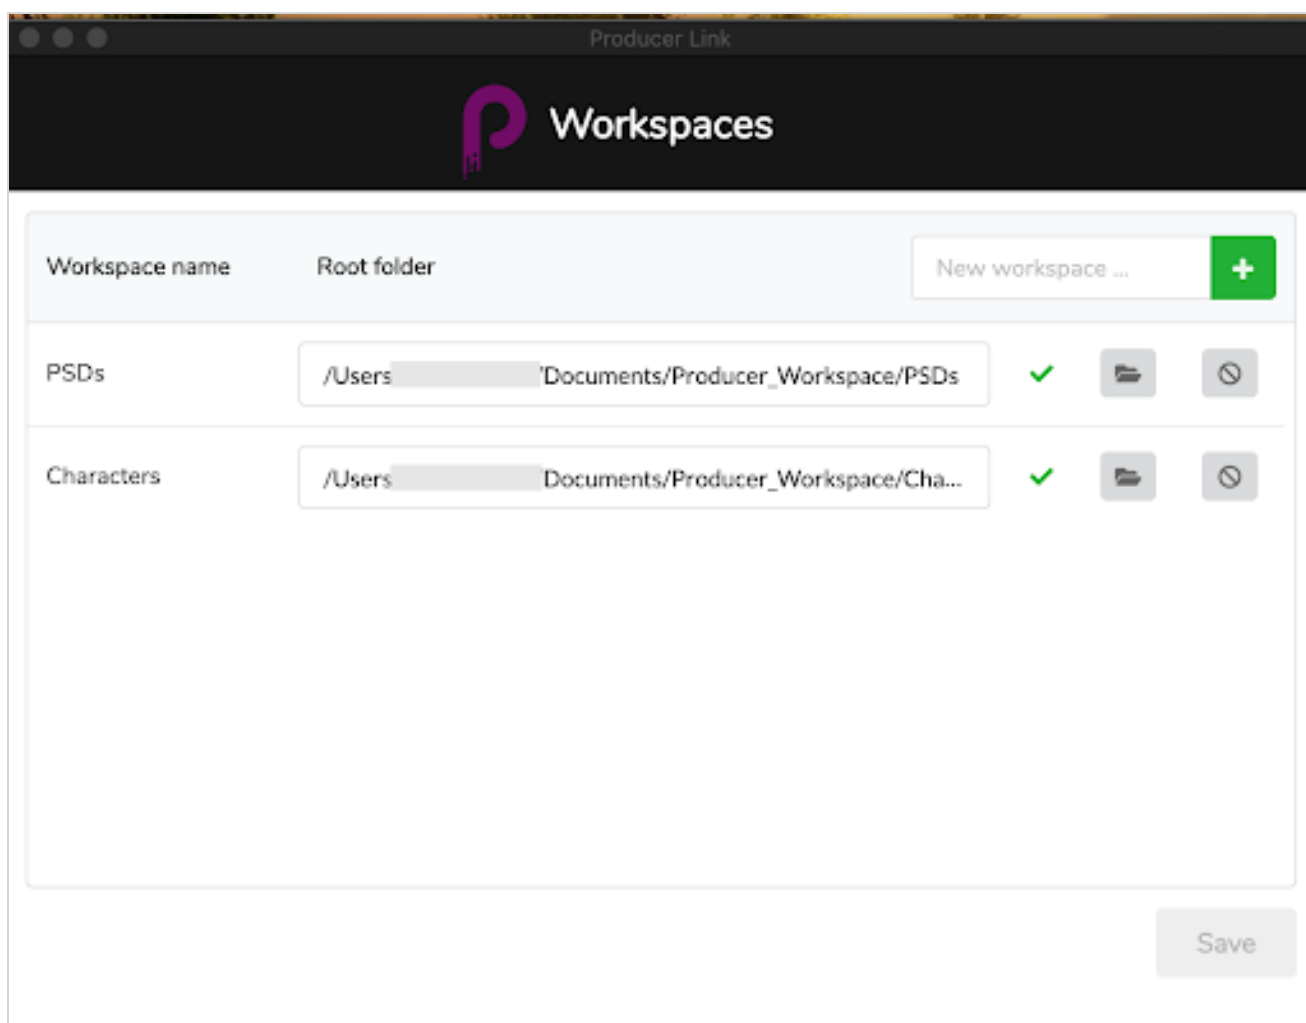 Producer Link
Workspaces
Workspace name Root folder New workspace ...
PSDs /Users /Documents/Producer_Workspace/PSDs
Characters /Users Documents/Producer_Workspace/Cha...
Save